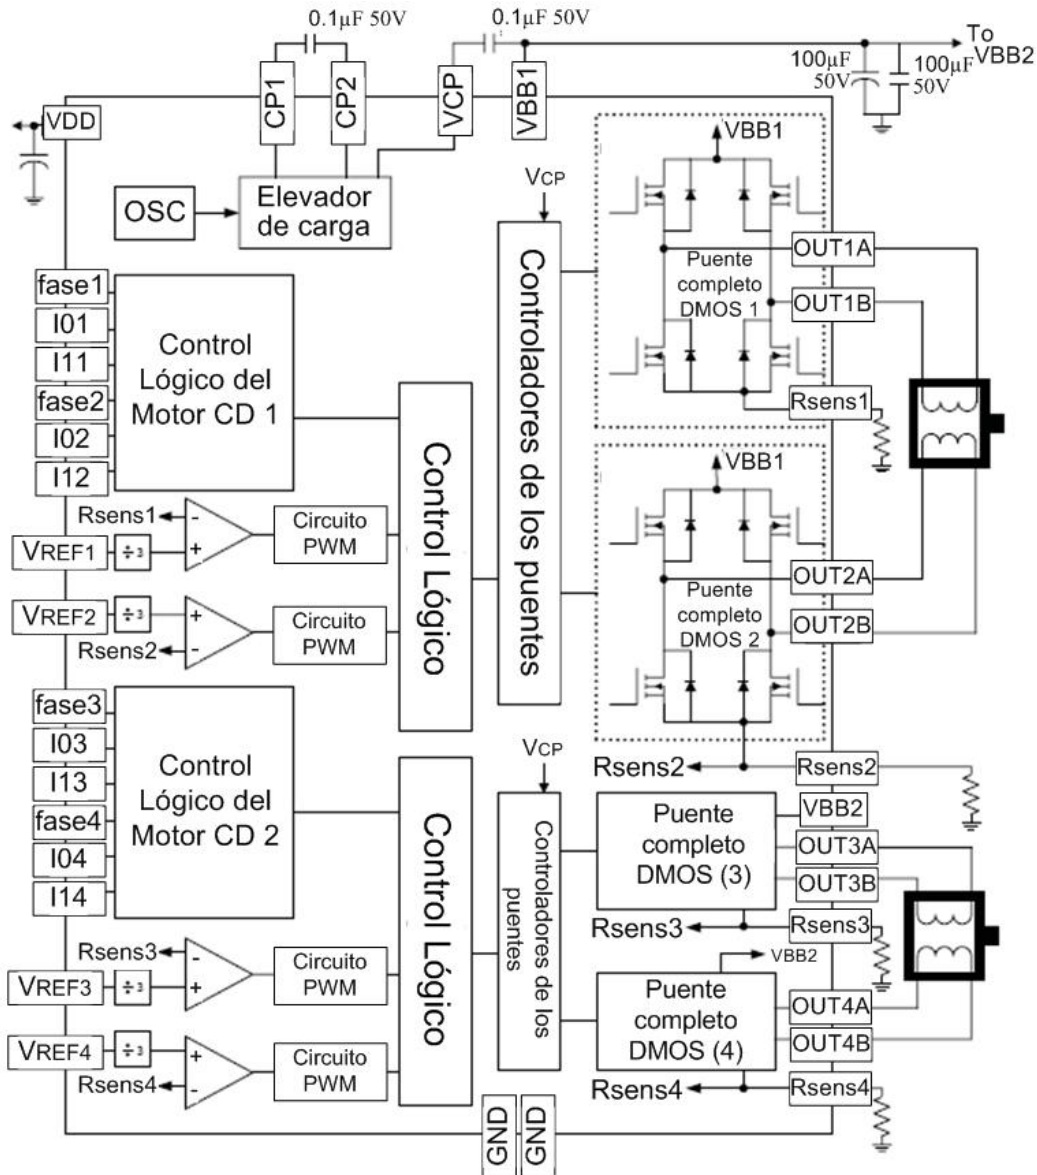 0.1µF 50V
0.1µF 50V
To
VBB2
100µF
50V
100µF
50V
CP1
CP2
VCP
VBB1
VDD
OSC
Elevador
de carga
VCP
VBB1
Puente
completo
DMOS 1
OUT1A
OUT1B
Rsens1
fase1
I01
I11
fase2
I02
I12
Control
Lógico del
Motor CD 1
Controladores de los puentes
Control Lógico
VBB1
Puente
completo
DMOS 2
OUT2A
OUT2B
Rsens1
-
+
VREF1
÷3
Circuito
PWM
VREF2
÷3
+
-
Rsens2
Circuito
PWM
fase3
I03
I13
fase4
I04
I14
Control
Lógico del
Motor CD 2
VCP
Rsens2
Rsens2
Control Lógico
Controladores de los
puentes
Puente
completo
DMOS (3)
VBB2
OUT3A
OUT3B
Rsens3
Rsens3
VBB2
Puente
completo
DMOS (4)
OUT4A
OUT4B
Rsens4
Rsens4
Rsens3
-
+
VREF3
÷3
Circuito
PWM
VREF4
÷3
+
-
Rsens4
Circuito
PWM
GND
GND